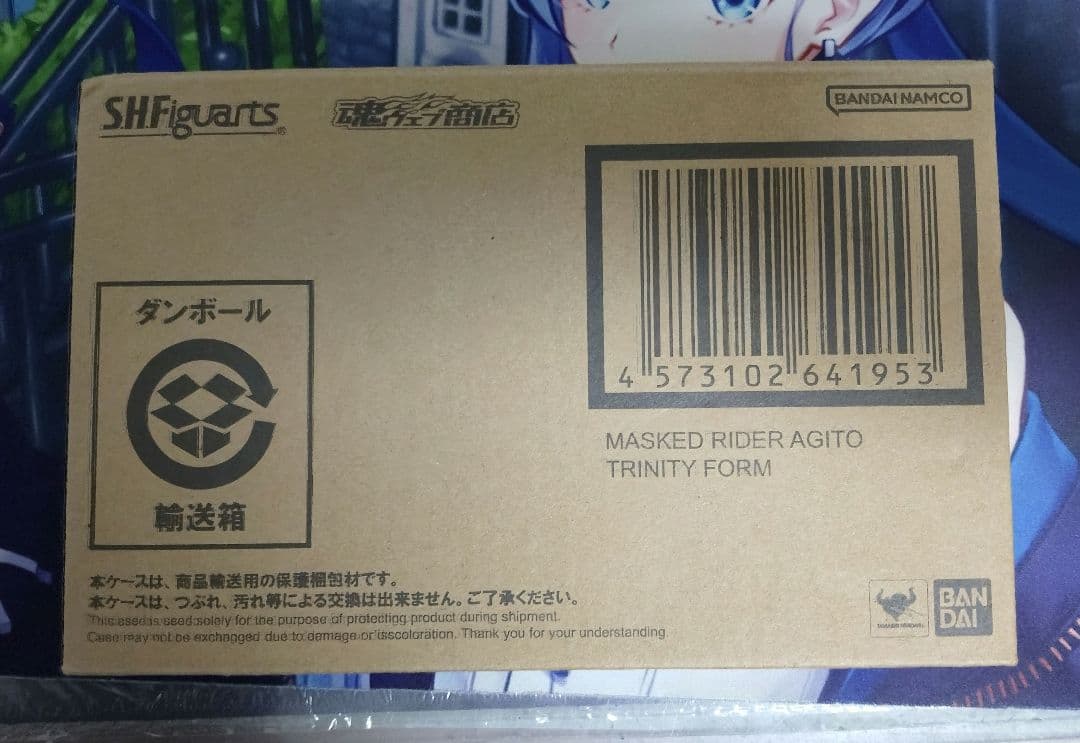 S.H.Figuarts
魂ウェブ商店
BANDAI NAMCO
4 573102 641953
MASKED RIDER AGITO
TRINITY FORM
ダンボール
輸送箱
本ケースは、商品輸送用の保護梱包材です。
本ケースは、つぶれ、汚れ等による交換は出来ません。ご了承ください。
This case is used solely for the purpose of protecting product during shipment.
Case may not be exchanged due to damage or isscoloration. Thank you for your understanding.
TAMASHII NATIONS
BAN
DAI